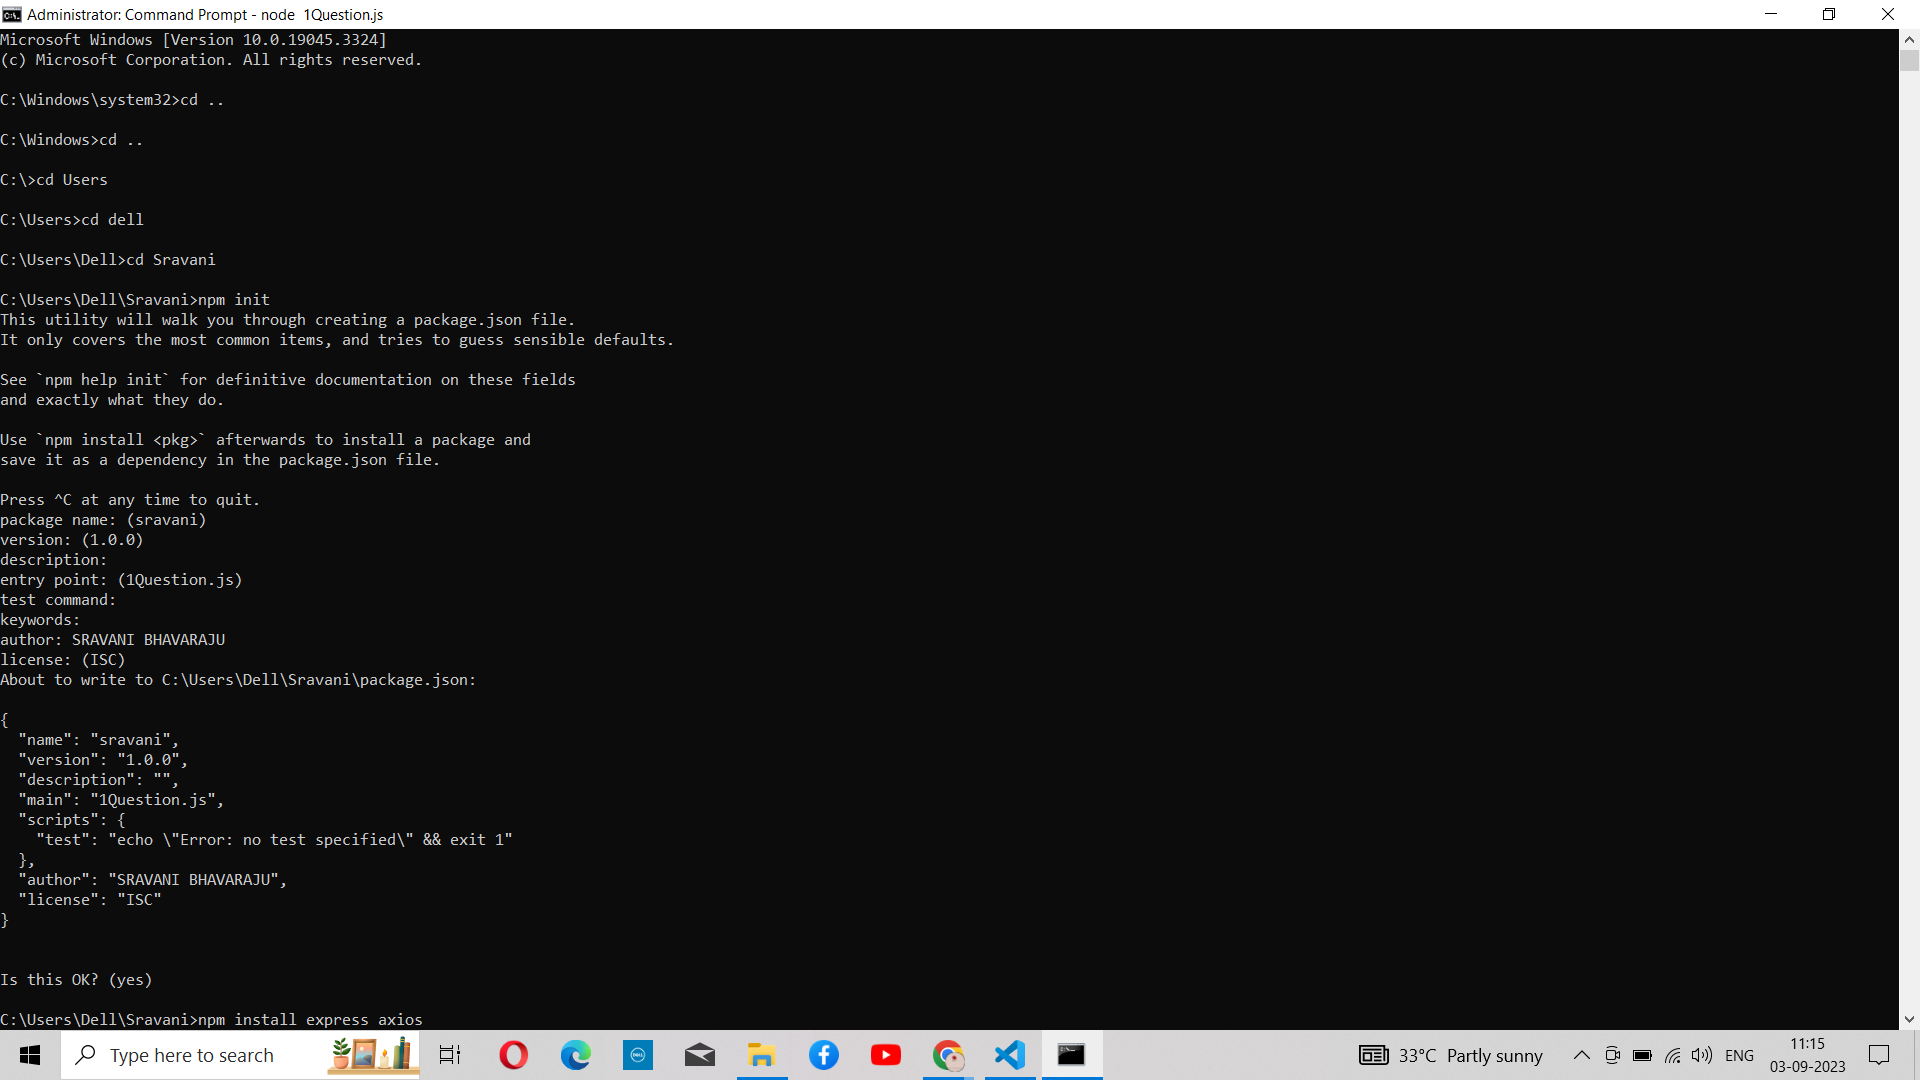 Administrator: Command Prompt - node  1Question.js
Microsoft Windows [Version 10.0.19045.3324]
(c) Microsoft Corporation. All rights reserved.
C:\Windows\system32>cd ..
C:\Windows>cd ..
C:\>cd Users
C:\Users>cd dell
C:\Users\Dell>cd Sravani
C:\Users\Dell\Sravani>npm init
This utility will walk you through creating a package.json file.
It only covers the most common items, and tries to guess sensible defaults.
See `npm help init` for definitive documentation on these fields
and exactly what they do.
Use `npm install <pkg>` afterwards to install a package and
save it as a dependency in the package.json file.
Press ^C at any time to quit.
package name: (sravani)
version: (1.0.0)
description:
entry point: (1Question.js)
test command:
keywords:
author: SRAVANI BHAVARAJU
license: (ISC)
About to write to C:\Users\Dell\Sravani\package.json:
{
  "name": "sravani",
  "version": "1.0.0",
  "description": "",
  "main": "1Question.js",
  "scripts": {
    "test": "echo \"Error: no test specified\" && exit 1"
  },
  "author": "SRAVANI BHAVARAJU",
  "license": "ISC"
}
Is this OK? (yes)
C:\Users\Dell\Sravani>npm install express axios
Type here to search
33°C Partly sunny
ENG
11:15
03-09-2023